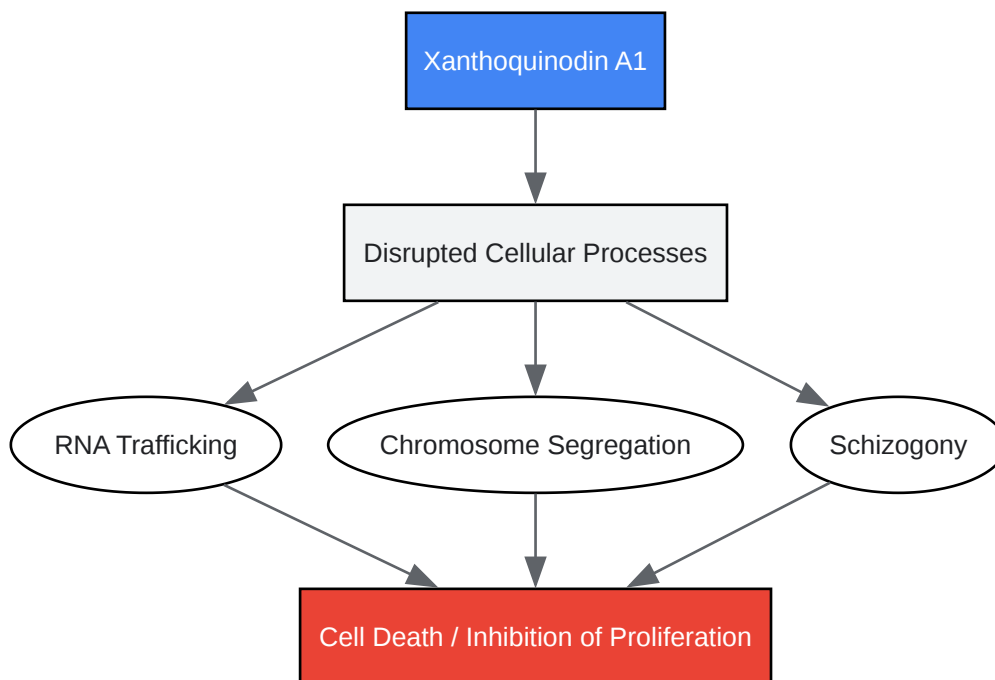 Xanthoquinodin A1
Disrupted Cellular Processes
RNA Trafficking
Chromosome Segregation
Schizogony
Cell Death / Inhibition of Proliferation